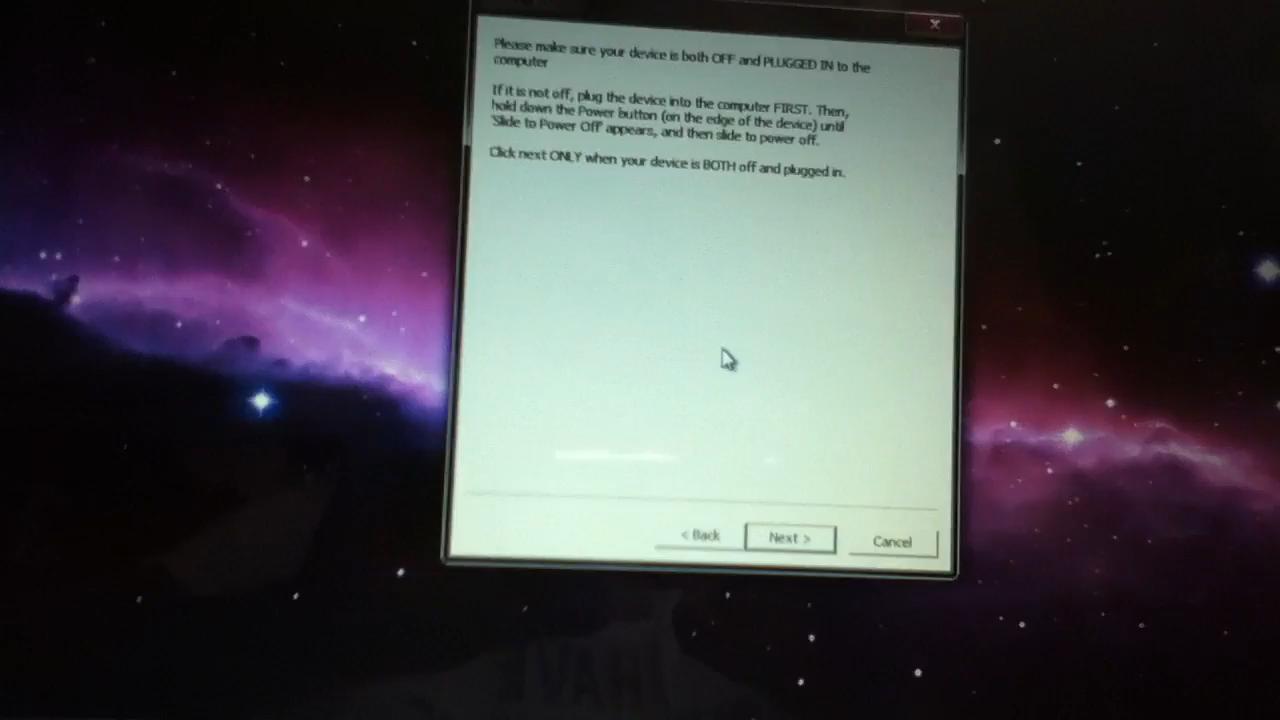 Please make sure your device is both OFF and PLUGGED IN to the
computer
If it is not off, plug the device into the computer FIRST. Then,
hold down the Power button (on the edge of the device) until
'Slide to Power Off' appears, and then slide to power off.
Click next ONLY when your device is BOTH off and plugged in.
< Back
Next >
Cancel